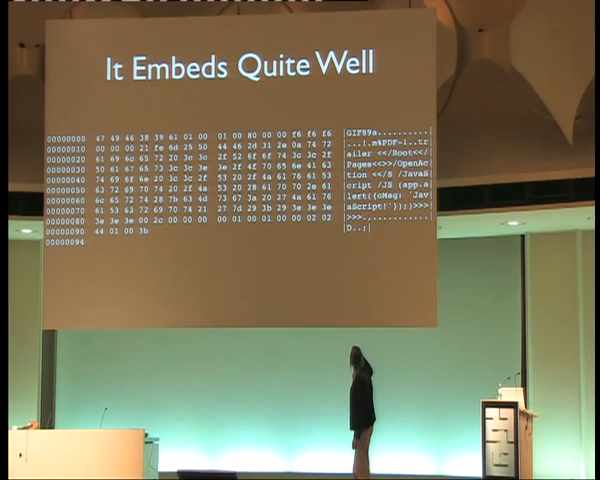 It Embeds Quite Well
00000000 47 49 46 38 39 61 01 00 01 00 80 00 00 f6 f6 f6 |GIF89a..........|
00000010 00 00 00 21 fe 6d 25 50 44 46 2d 31 2e 0a 74 72 |...!.m%PDF-1..tr|
00000020 61 69 6c 65 72 20 3c 3c 2f 52 6f 6f 74 3c 3c 2f |ailer <</Root<</|
00000030 50 61 67 65 73 3c 3c 3e 3e 2f 4f 70 65 6e 41 63 |Pages<<>>/OpenAc|
00000040 74 69 6f 6e 20 3c 3c 2f 53 20 2f 4a 61 76 61 53 |tion <</S /JavaS|
00000050 63 72 69 70 74 20 2f 4a 53 20 28 61 70 70 2e 61 |cript /JS (app.a|
00000060 6c 65 72 74 28 7b 63 4d 73 67 3a 20 27 4a 61 76 |lert({cMsg: 'Jav|
00000070 61 53 63 72 69 70 74 21 27 7d 29 3b 29 3e 3e 3e |aScript!'});)>>>|
00000080 3e 3e 3e 00 2c 00 00 00 00 01 00 01 00 00 02 02 |>>>.,...........|
00000090 44 01 00 3b |D..;|
00000094